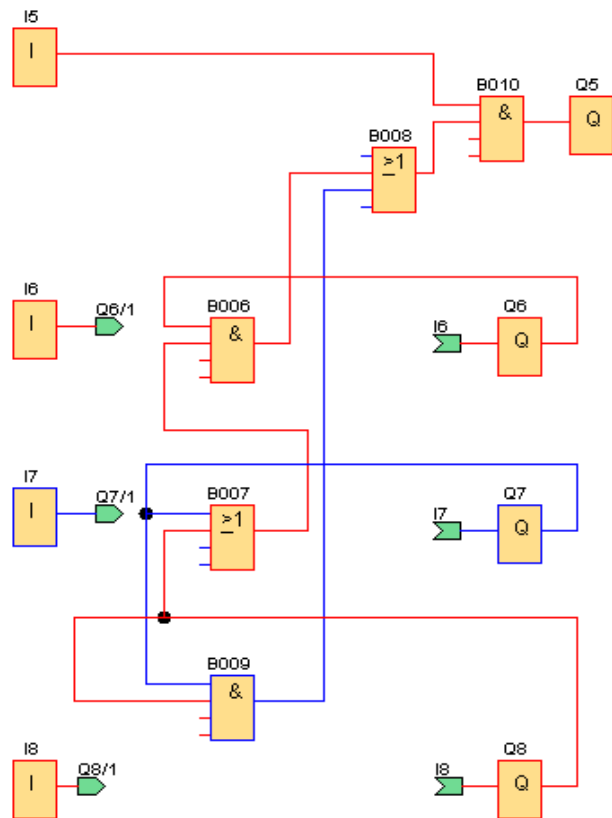 I5
I
B010
&
Q5
Q
B008
>1
I6
I
Q6/1
B006
&
I6
Q6
Q
I7
I
Q7/1
B007
>1
I7
Q7
Q
B009
&
I8
I
Q8/1
I8
Q8
Q